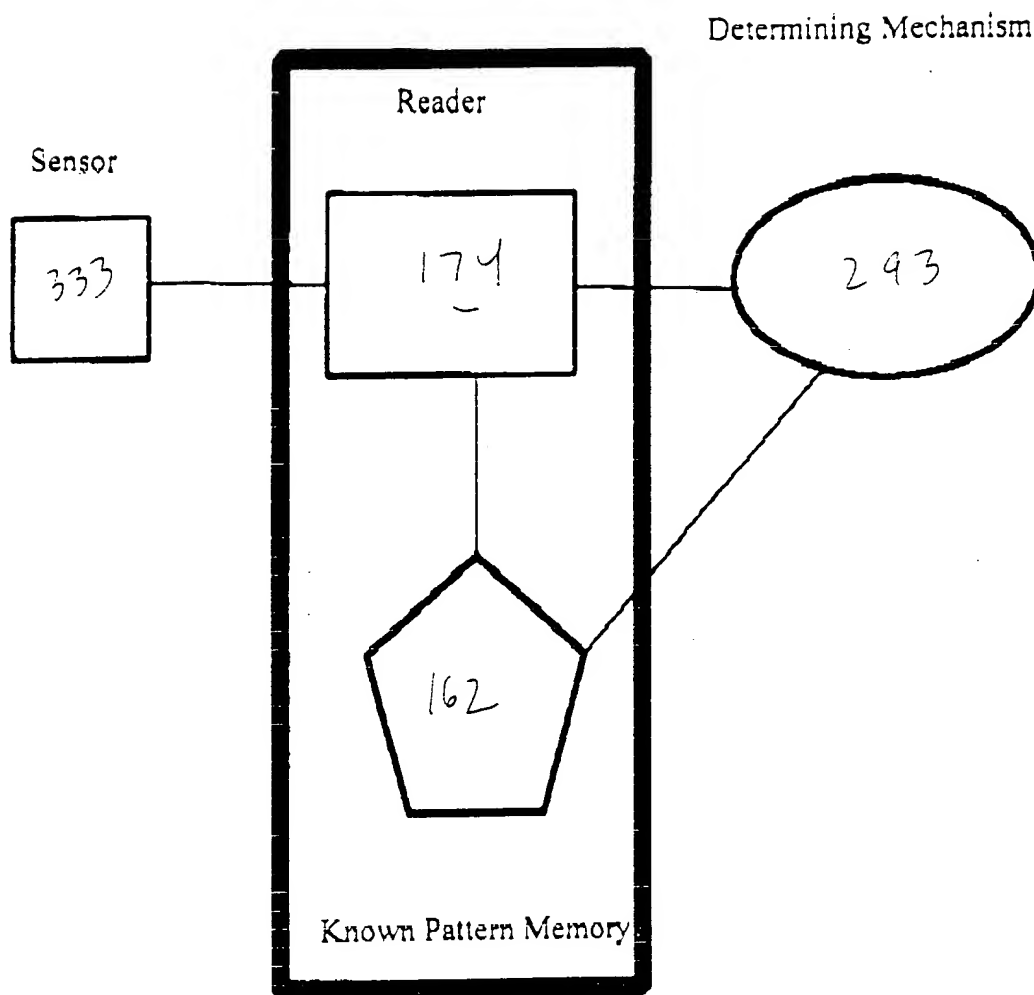 Determining Mechanism
Reader
Sensor
333
174
293
162
Known Pattern Memory